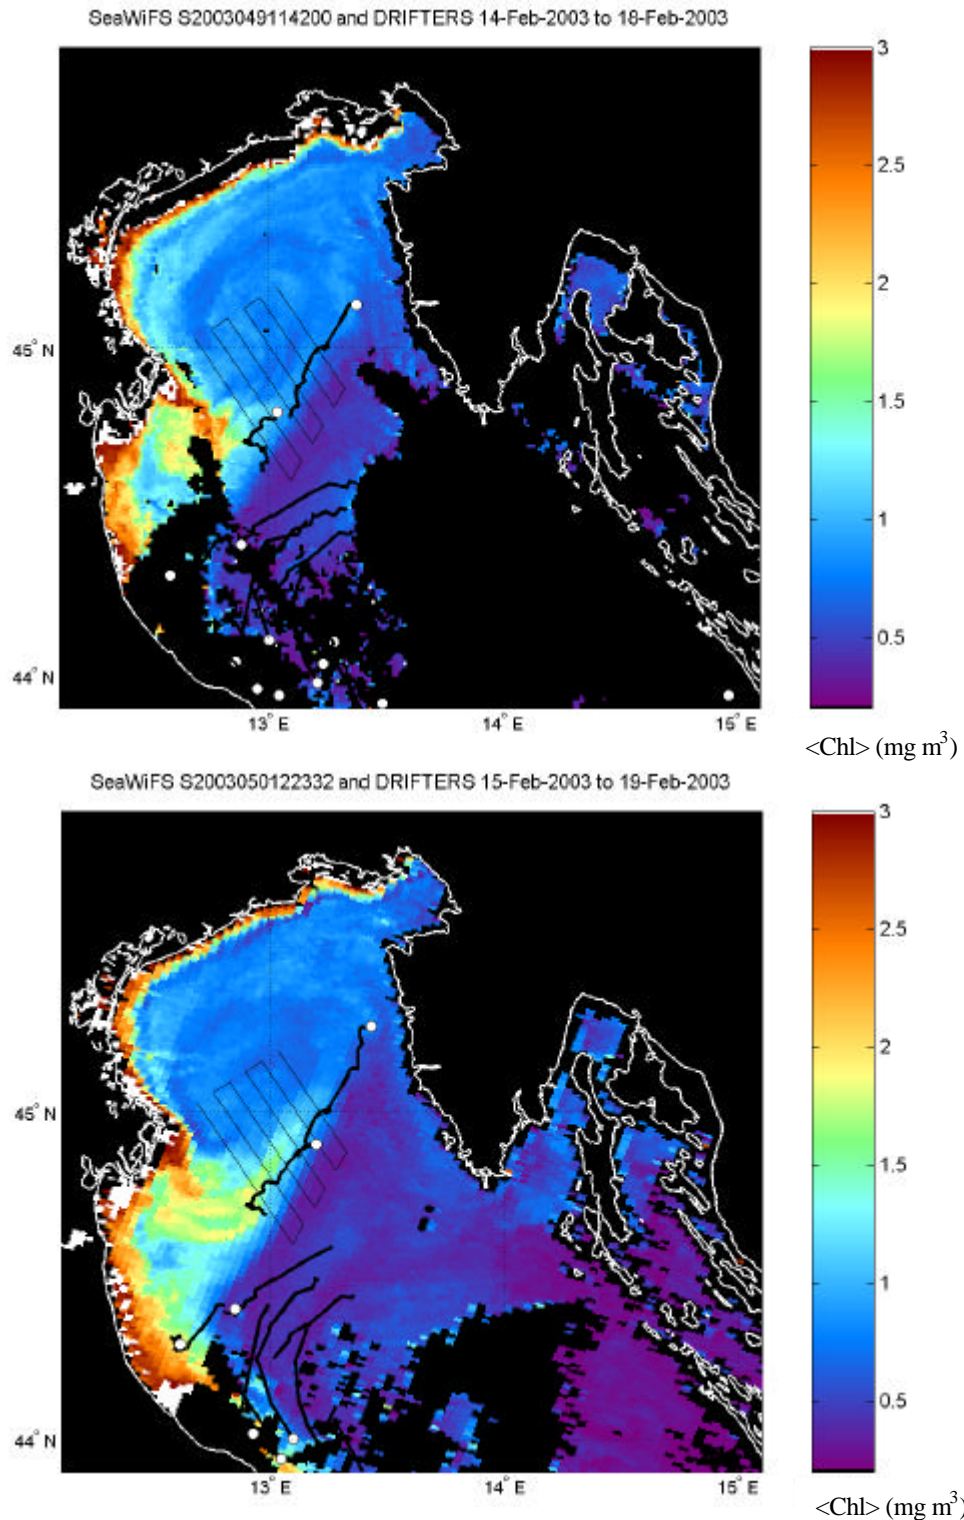 SeaWiFS S2003049114200 and DRIFTERS 14-Feb-2003 to 18-Feb-2003
3
2.5
2
1.5
1
0.5
45° N
44° N
13° E
14° E
15° E
<Chl> (mg m³)
SeaWiFS S2003050122332 and DRIFTERS 15-Feb-2003 to 19-Feb-2003
3
2.5
2
1.5
1
0.5
45° N
44° N
13° E
14° E
15° E
<Chl> (mg m³)